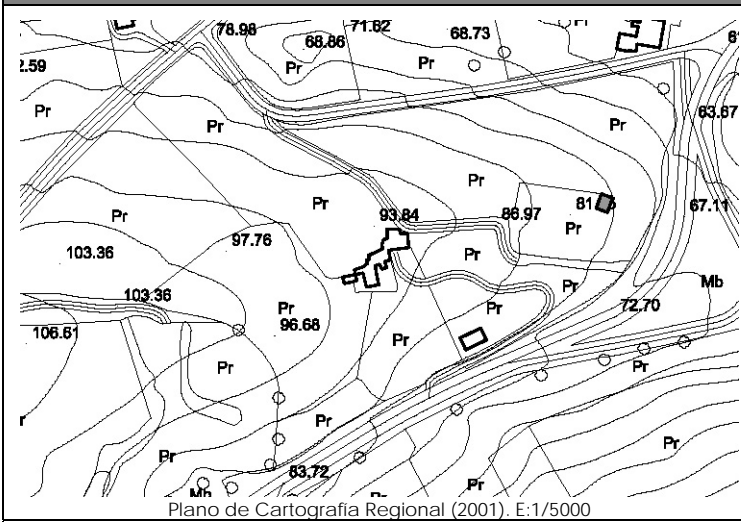 78.98
71.62
68.73
68.86
Pr
Pr
2.59
Pr
Pr
Pr
63.67
Pr
Pr
Pr
93.84
86.97
81
Pr
67.11
97.76
103.36
Pr
Pr
Mb
103.36
Pr
96.68
Pr
72.70
106.61
Pr
Pr
Pr
Pr
Pr
Pr
83.72
Mb
Pr
Pr
Plano de Cartografía Regional (2001). E:1/5000